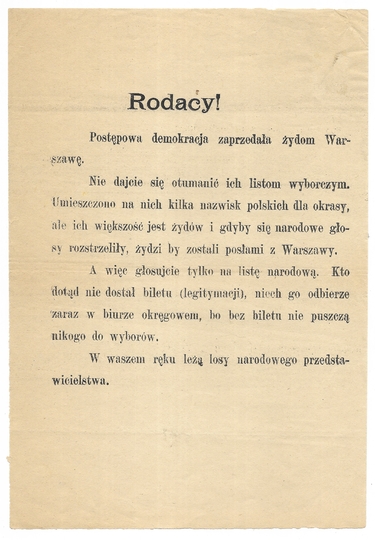 Rodacy!
Postępowa demokracja zaprzedała żydom War-
szawę.
Nie dajcie się otumanić ich listom wyborczym.
Umieszczono na nich kilka nazwisk polskich dla okrasy,
ale ich większość jest żydów i gdyby się narodowe gło-
sy rozstrzeliły, żydzi by zostali posłami z Warszawy.
A więc głosujcie tylko na listę narodową. Kto
dotąd nie dostał biletu (legitymacji), niech go odbierze
zaraz w biurze okręgowem, bo bez biletu nie puszczą
nikogo do wyborów.
W waszem ręku leżą losy narodowego przedsta-
wicielstwa.